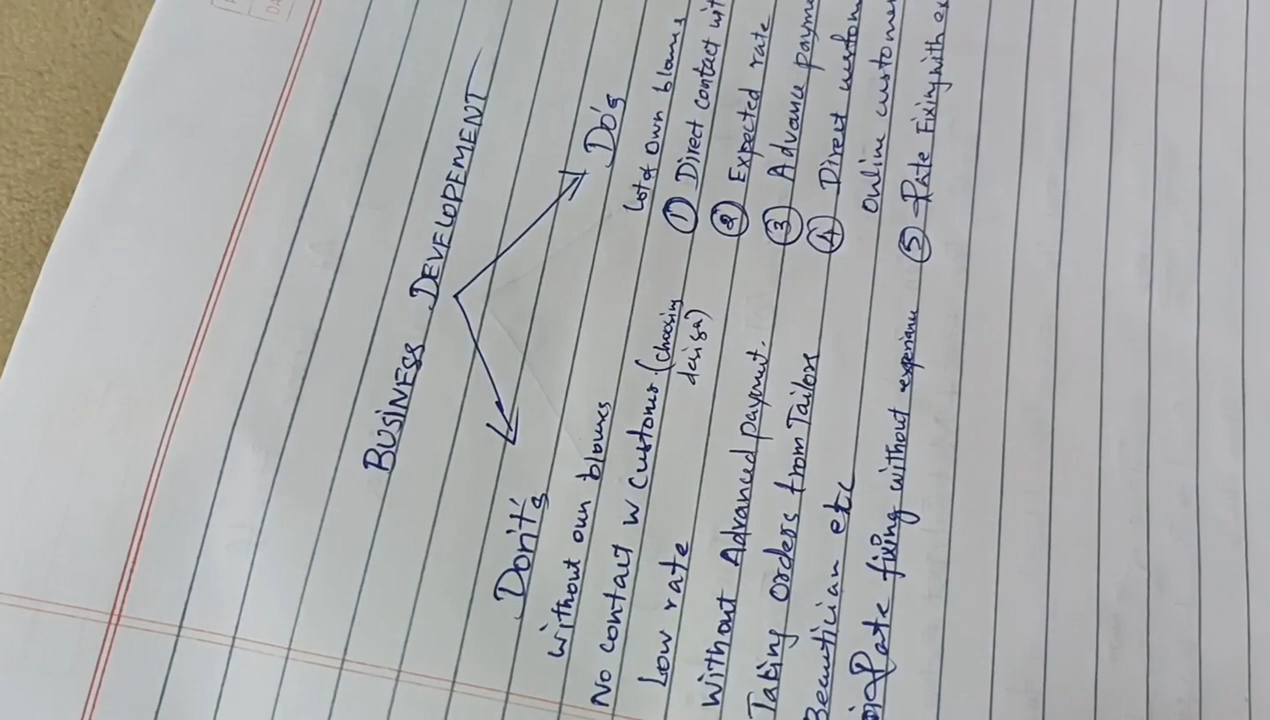 BUSINESS DEVELOPEMENT
Don't's
without own blouses
No contact w customer. (choosing
design)
Low rate
Without Advanced payment.
Taking orders from Tailors
Beautician etc
Rate fixing without experience
Do's
Lot of Own blouses
① Direct contact wit
② Expected rate
③ Advance payme
④ Direct custom
Online customer
⑤ Rate Fixing with ex